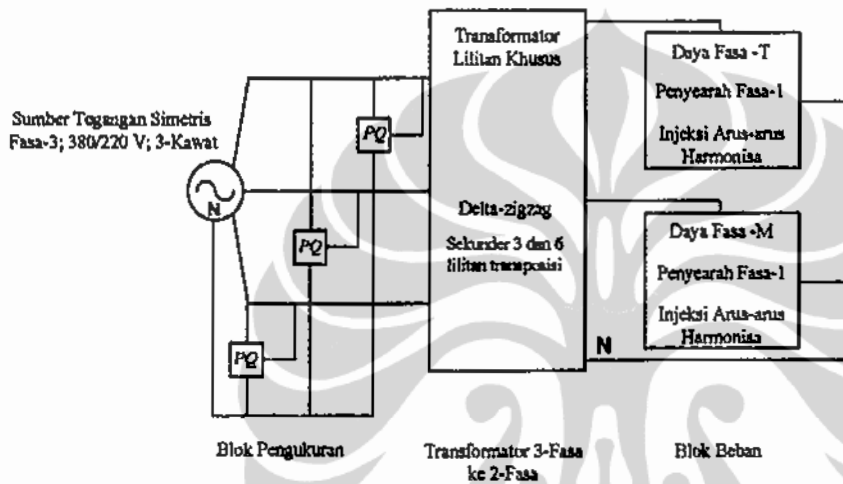 Sumber Togangan Simetris
Fasa-3; 380/220 V; 3-Kawat
N
PQ
PQ
PQ
Transformator
Lilitan Khusus
Delta-zigzag
Sekunder 3 dan 6
lilitan transposisi
N
Daya Fasa -T
Penyearah Fasa-1
Injeksi Arus-arus
Harmonisa
Daya Fasa -M
Penyearah Fasa-1
Injeksi Arus-arus
Harmonisa
Blok Pengukuran
Transformator 3-Fasa
ke 2-Fasa
Blok Beban